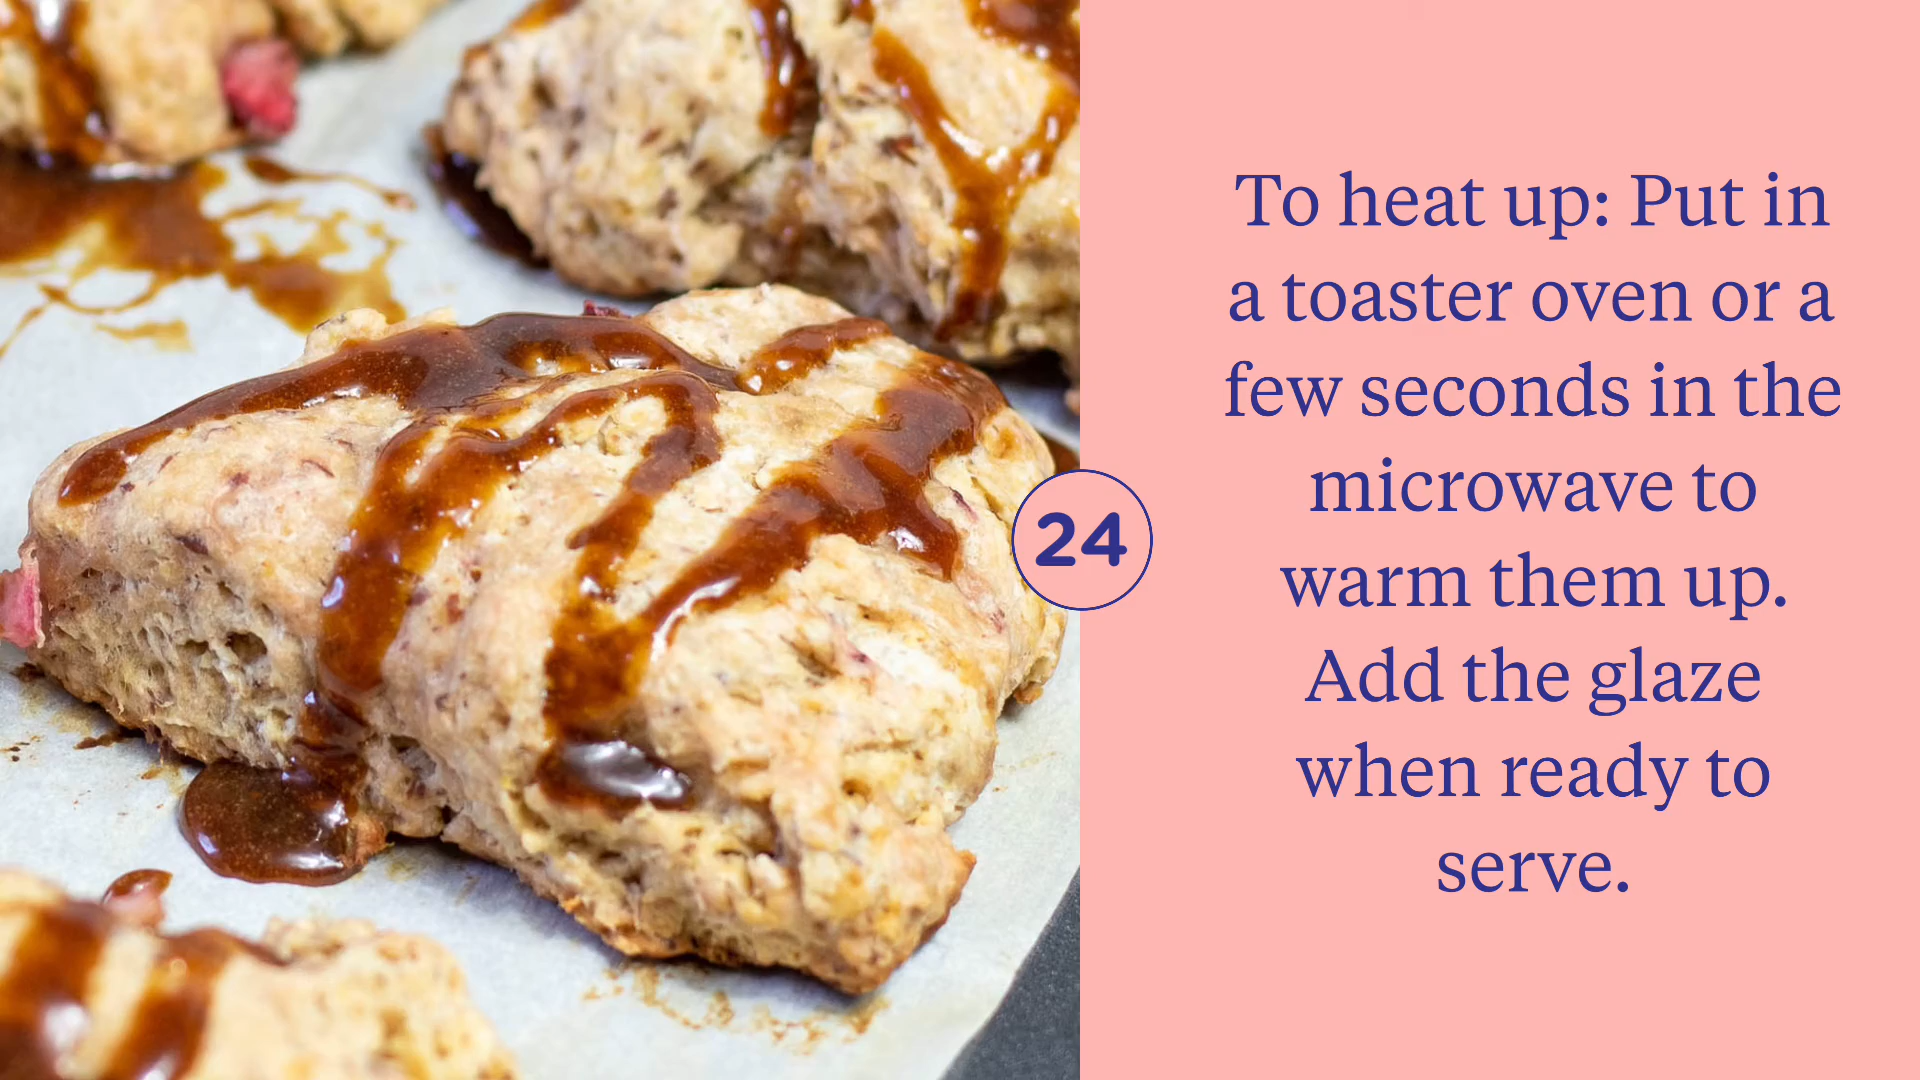 24
To heat up: Put in
a toaster oven or a
few seconds in the
microwave to
warm them up.
Add the glaze
when ready to
serve.